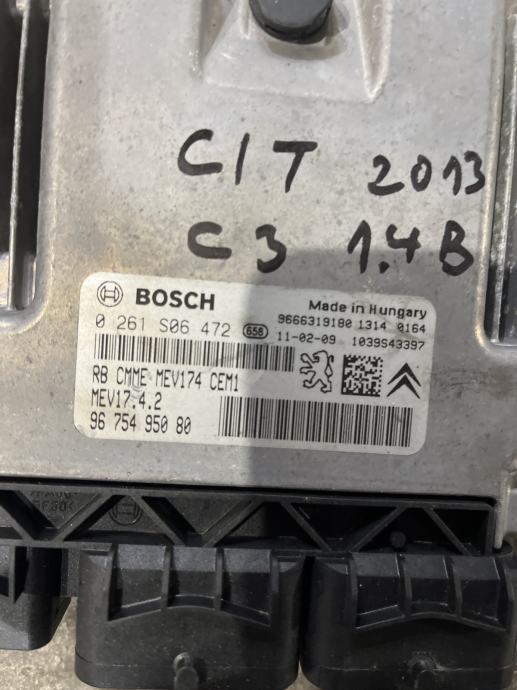 CIT 2013
C3 1.4B
BOSCH
Made in Hungary
0 261 S06 472 658
9666319180 1314 0164
11-02-09 1039S43397
RB CMME MEV174 CEM1
MEV17.4.2
96 754 950 80